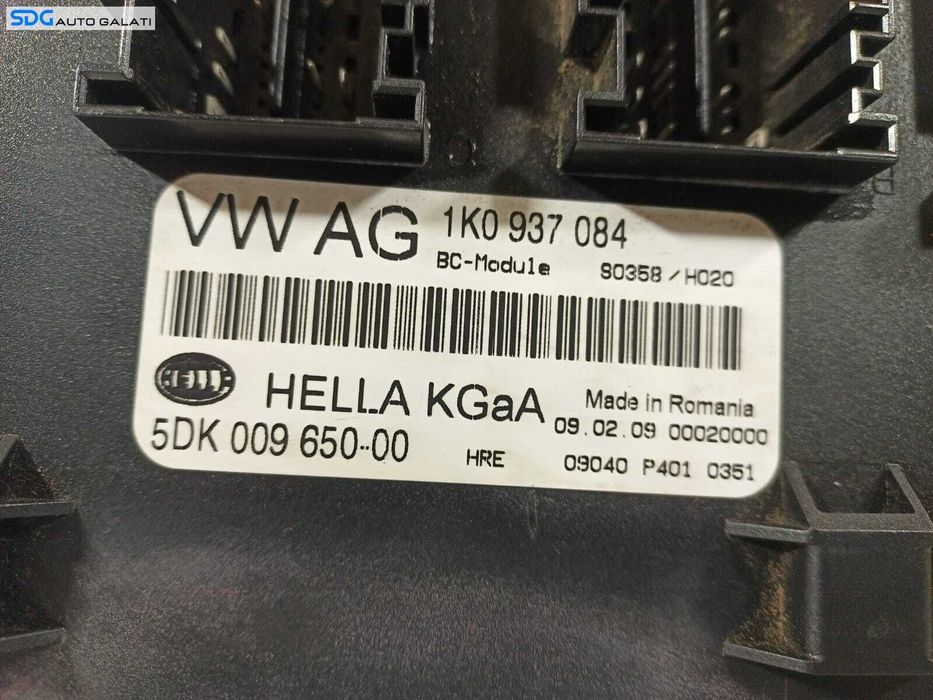 SDG AUTO GALATI
VW AG 1K0 937 084
BC-Module S0358 / H020
HELLA HELLA KGaA Made in Romania
09.02.09 00020000
5DK 009 650-00 HRE 09040 P401 0351